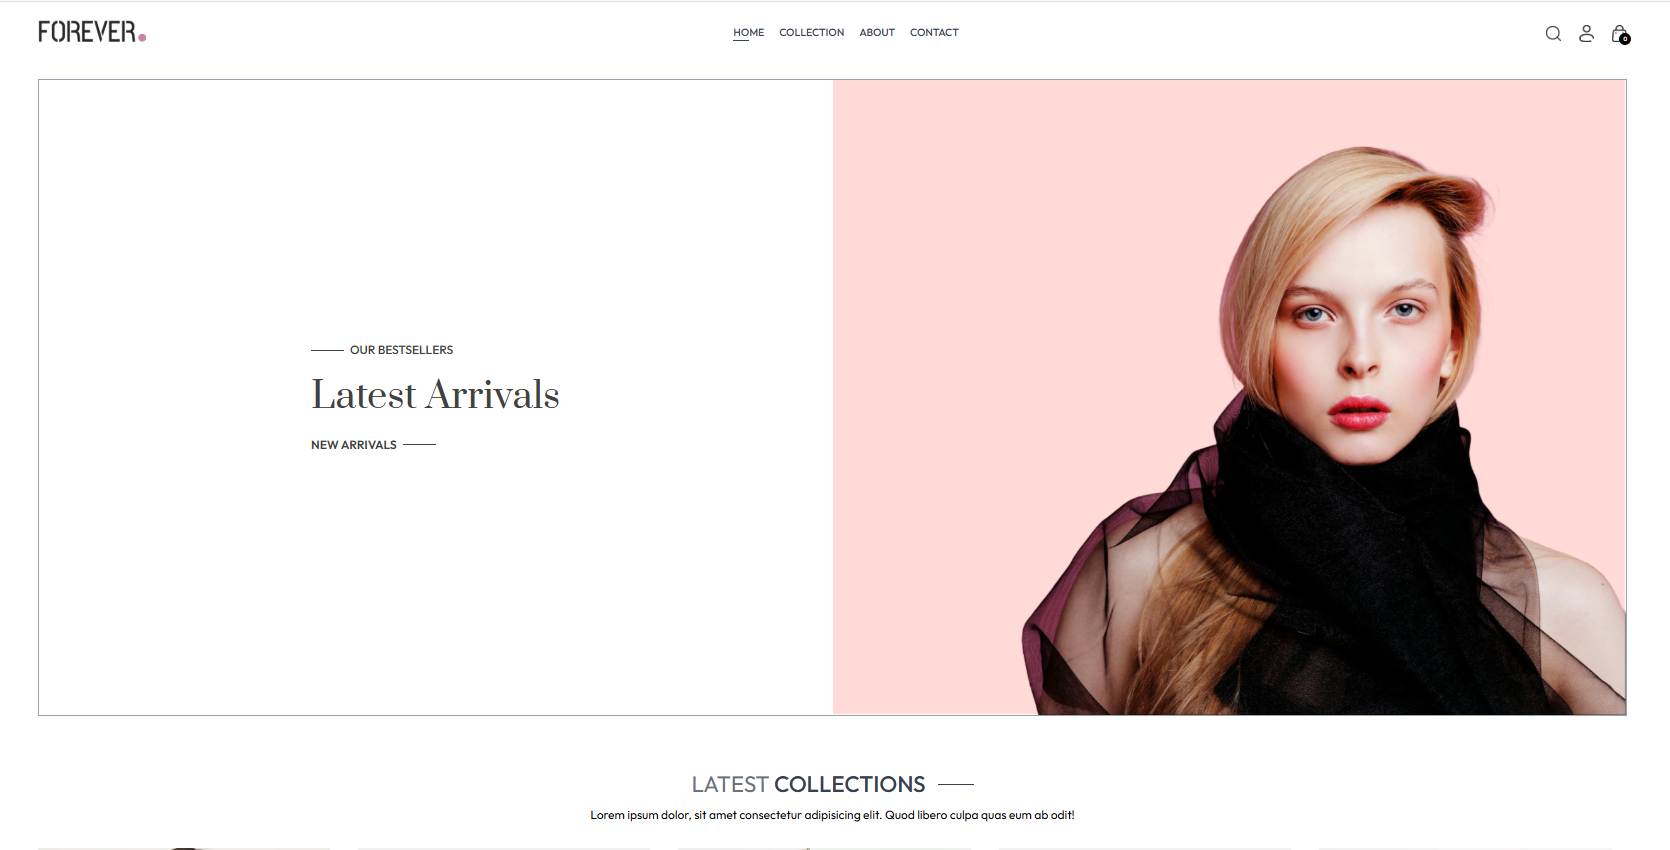 FOREVER.
HOME COLLECTION ABOUT CONTACT
0
OUR BESTSELLERS
Latest Arrivals
NEW ARRIVALS
LATEST COLLECTIONS
Lorem ipsum dolor, sit amet consectetur adipisicing elit. Quod libero culpa quas eum ab odit!